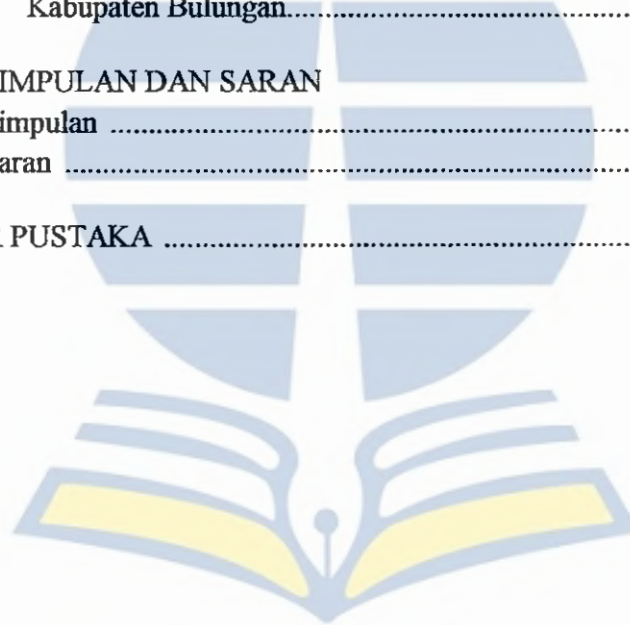 Kabupaten Bulungan..........................................................
IMPULAN DAN SARAN
impulan ..........................................................................................
aran ..................................................................................................
R PUSTAKA ..................................................................................